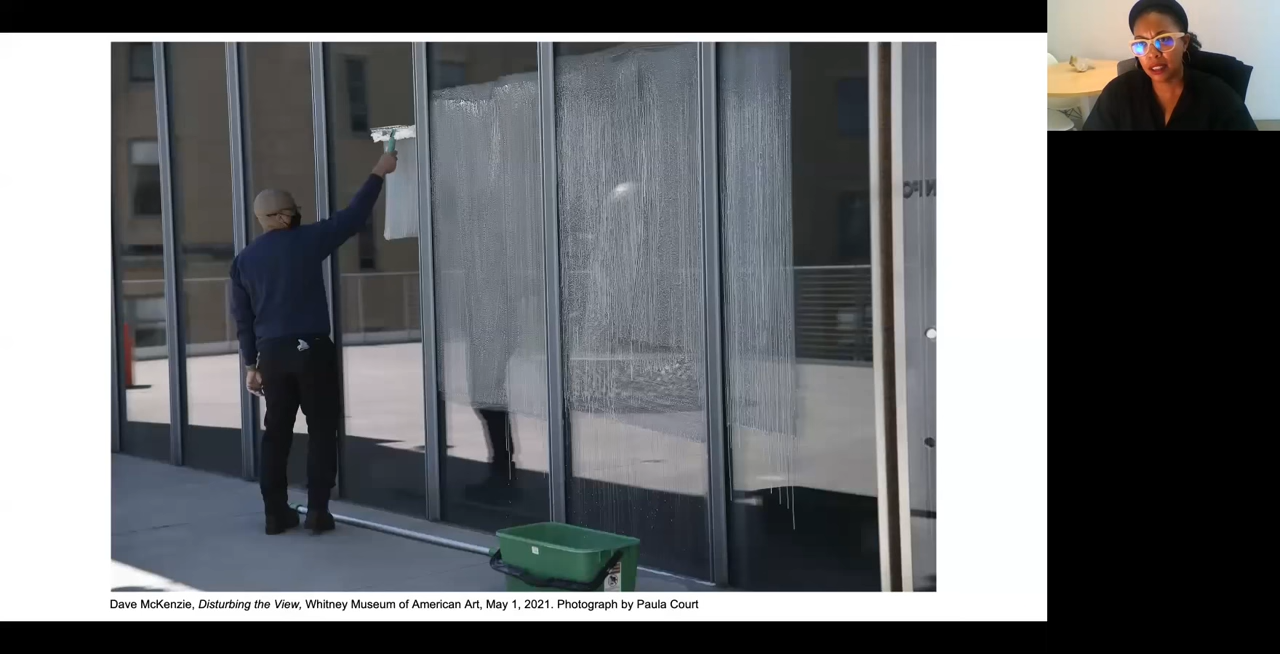 Dave McKenzie, Disturbing the View, Whitney Museum of American Art, May 1, 2021. Photograph by Paula Court